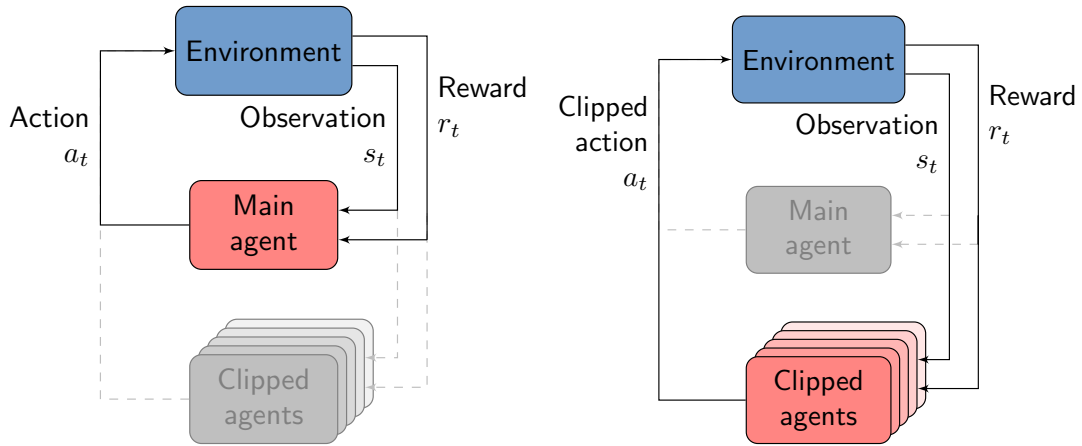 Environment
Action
a_t
Observation
s_t
Reward
r_t
Main
agent
Clipped
agents
Environment
Clipped
action
a_t
Observation
s_t
Reward
r_t
Main
agent
Clipped
agents